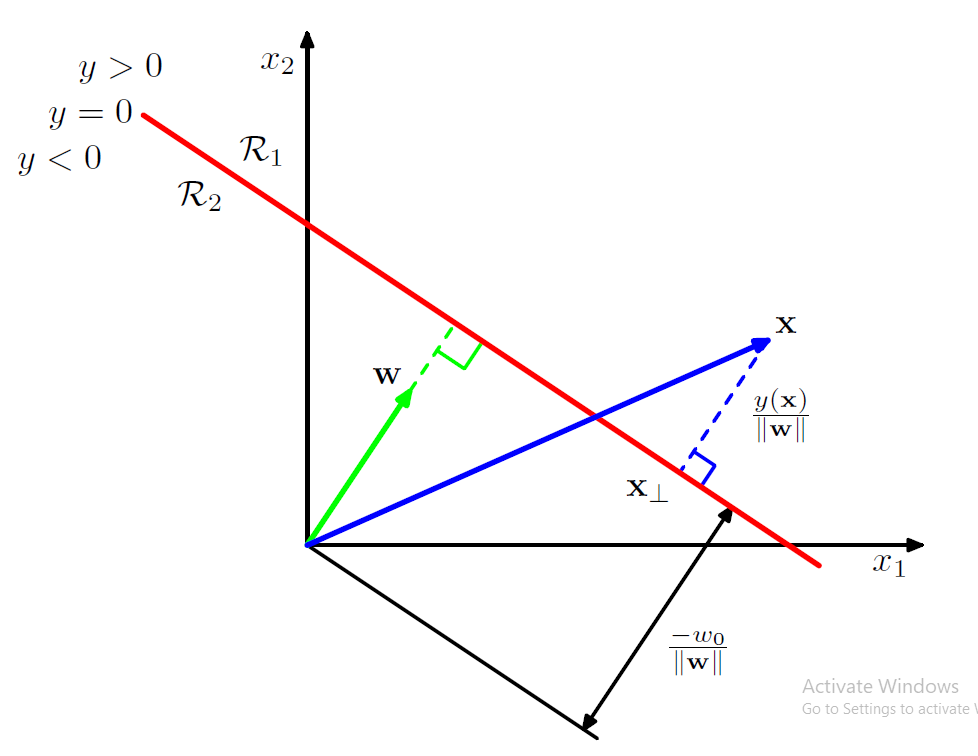 x₂
y > 0
y = 0
y < 0
ℛ₁
ℛ₂
x
w
y(x)
‖w‖
x⊥
x₁
−w₀
‖w‖
Activate Windows
Go to Settings to activate